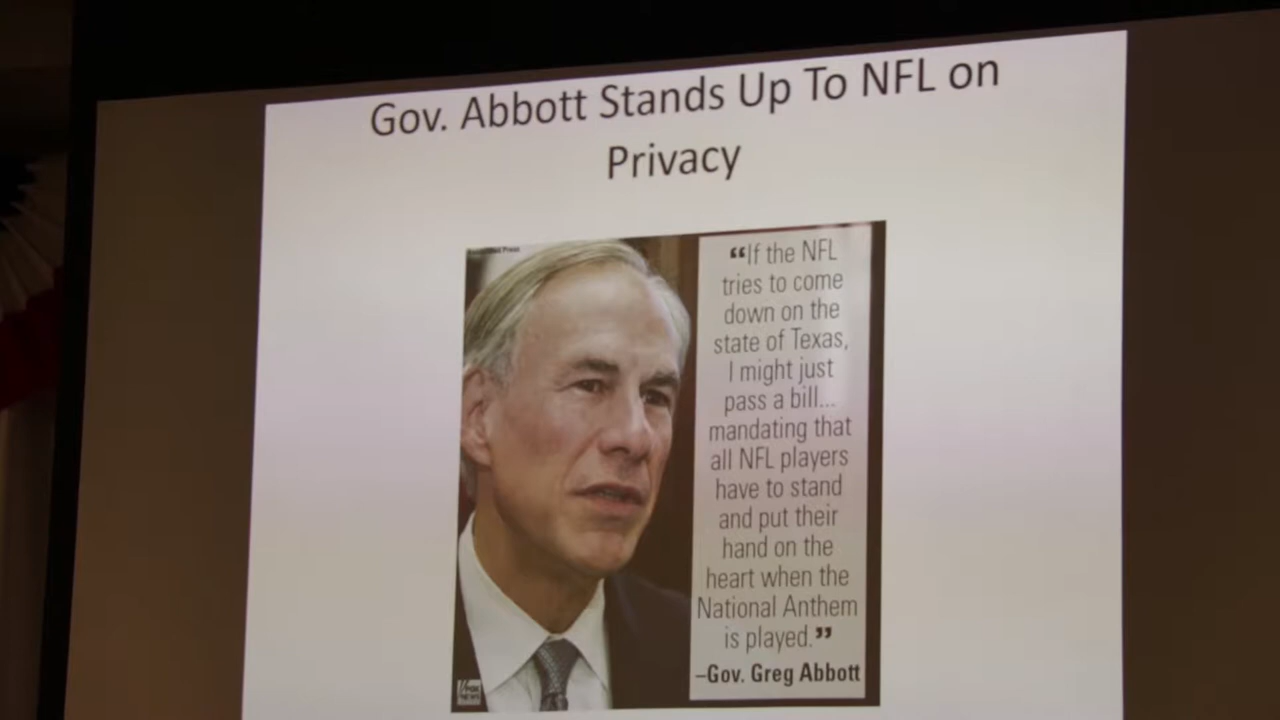 Gov. Abbott Stands Up To NFL on
Privacy
“If the NFL
tries to come
down on the
state of Texas,
I might just
pass a bill...
mandating that
all NFL players
have to stand
and put their
hand on the
heart when the
National Anthem
is played.”
–Gov. Greg Abbott
FOX
NEWS